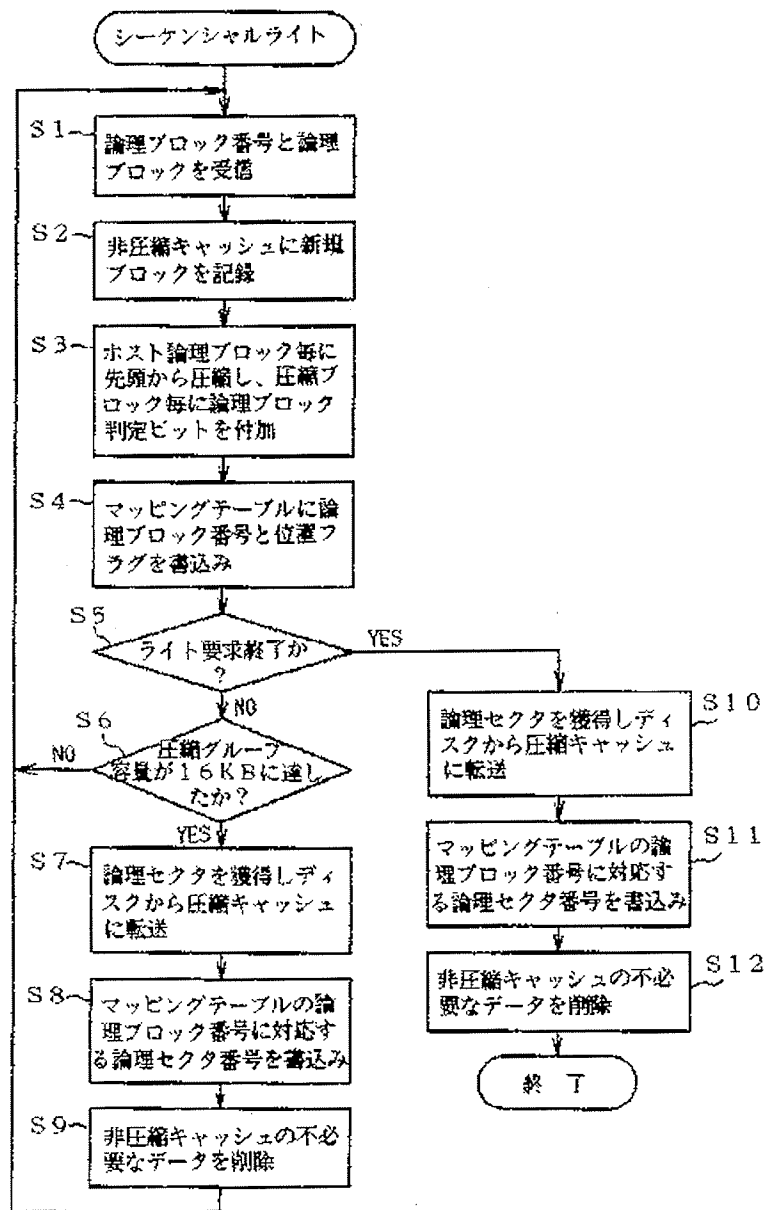 シーケンシャルライト
S1
論理ブロック番号と論理
ブロックを受信
S2
非圧縮キャッシュに新規
ブロックを記録
S3
ホスト論理ブロック毎に
先頭から圧縮し、圧縮ブ
ロック毎に論理ブロック
判定ビットを付加
S4
マッピングテーブルに論
理ブロック番号と位置フ
ラグを書込み
S5
ライト要求終了か
?
YES
NO
S6
圧縮グループ
容量が16KBに達し
たか?
NO
YES
S7
論理セクタを獲得しディ
スクから圧縮キャッシュ
に転送
S8
マッピングテーブルの論
理ブロック番号に対応す
る論理セクタ番号を書込み
S9
非圧縮キャッシュの不必
要なデータを削除
S10
論理セクタを獲得しディ
スクから圧縮キャッシュ
に転送
S11
マッピングテーブルの論
理ブロック番号に対応す
る論理セクタ番号を書込み
S12
非圧縮キャッシュの不必
要なデータを削除
終 了